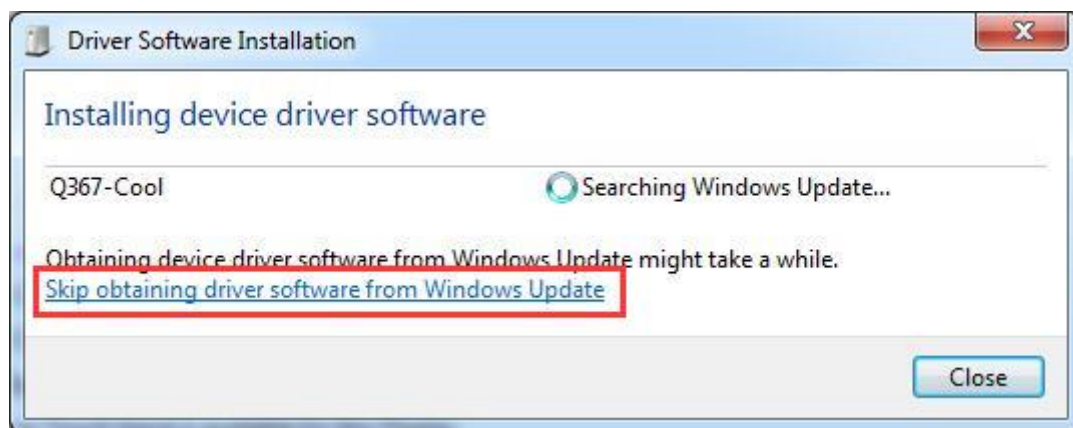 Driver Software Installation
Installing device driver software
Q367-Cool
Searching Windows Update...
Obtaining device driver software from Windows Update might take a while.
Skip obtaining driver software from Windows Update
Close